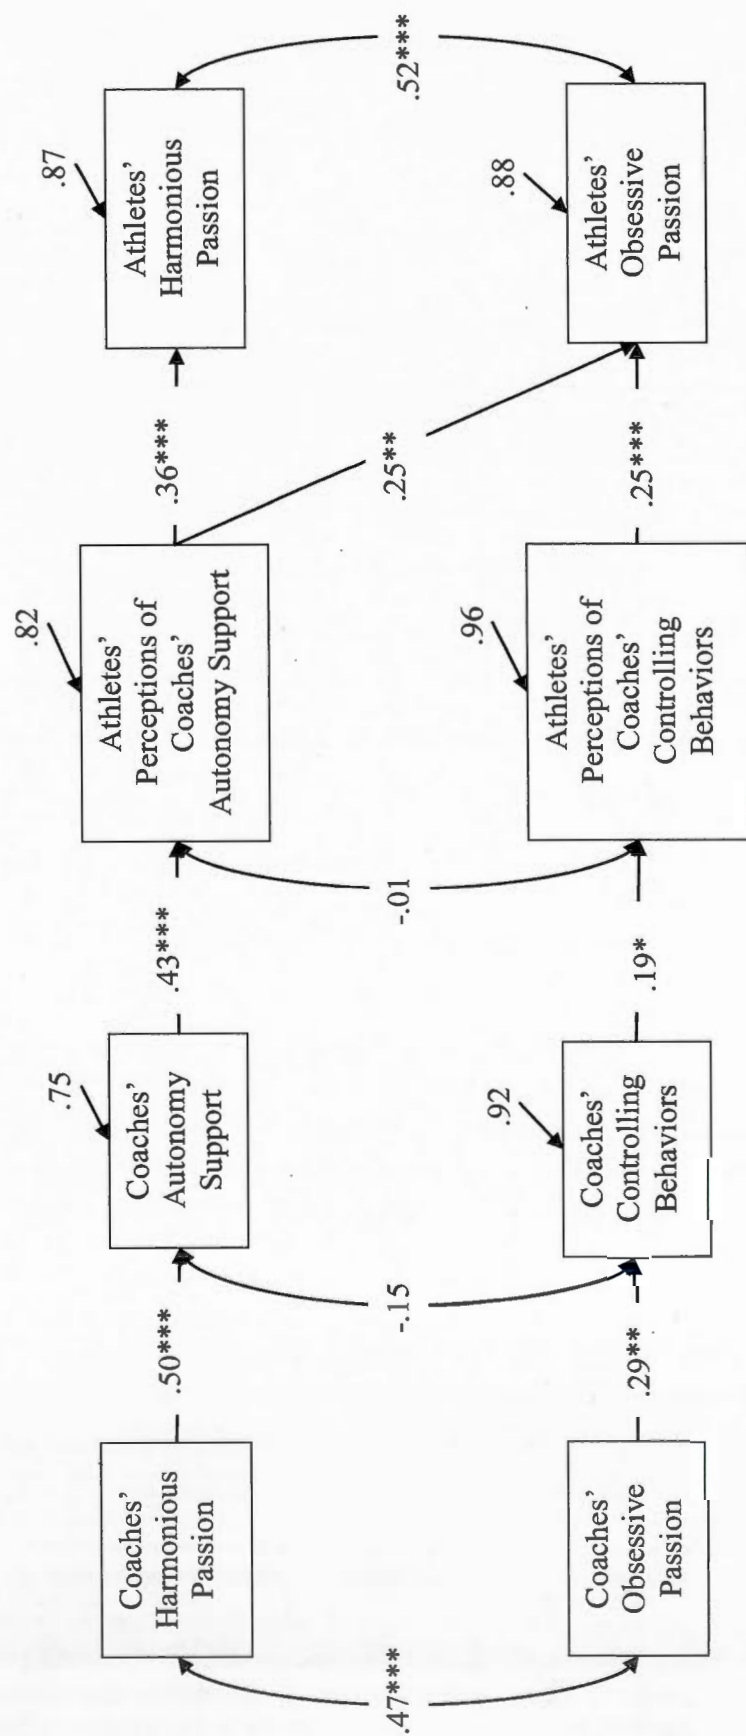 .47***
Coaches’
Harmonious
Passion
Coaches’
Obsessive
Passion
.50***
.29**
.75
Coaches’
Autonomy
Support
-.15
.92
Coaches’
Controlling
Behaviors
.43***
.19*
.82
Athletes’
Perceptions of
Coaches’
Autonomy Support
-.01
.96
Athletes’
Perceptions of
Coaches’
Controlling
Behaviors
.36***
.25**
.25***
.87
Athletes’
Harmonious
Passion
.88
Athletes’
Obsessive
Passion
.52***